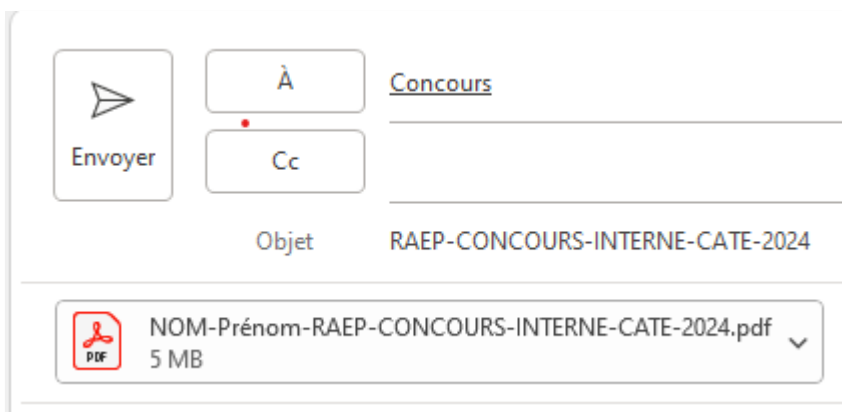 À Concours
Envoyer
Cc
Objet RAEP-CONCOURS-INTERNE-CATE-2024
NOM-Prénom-RAEP-CONCOURS-INTERNE-CATE-2024.pdf
PDF
5 MB